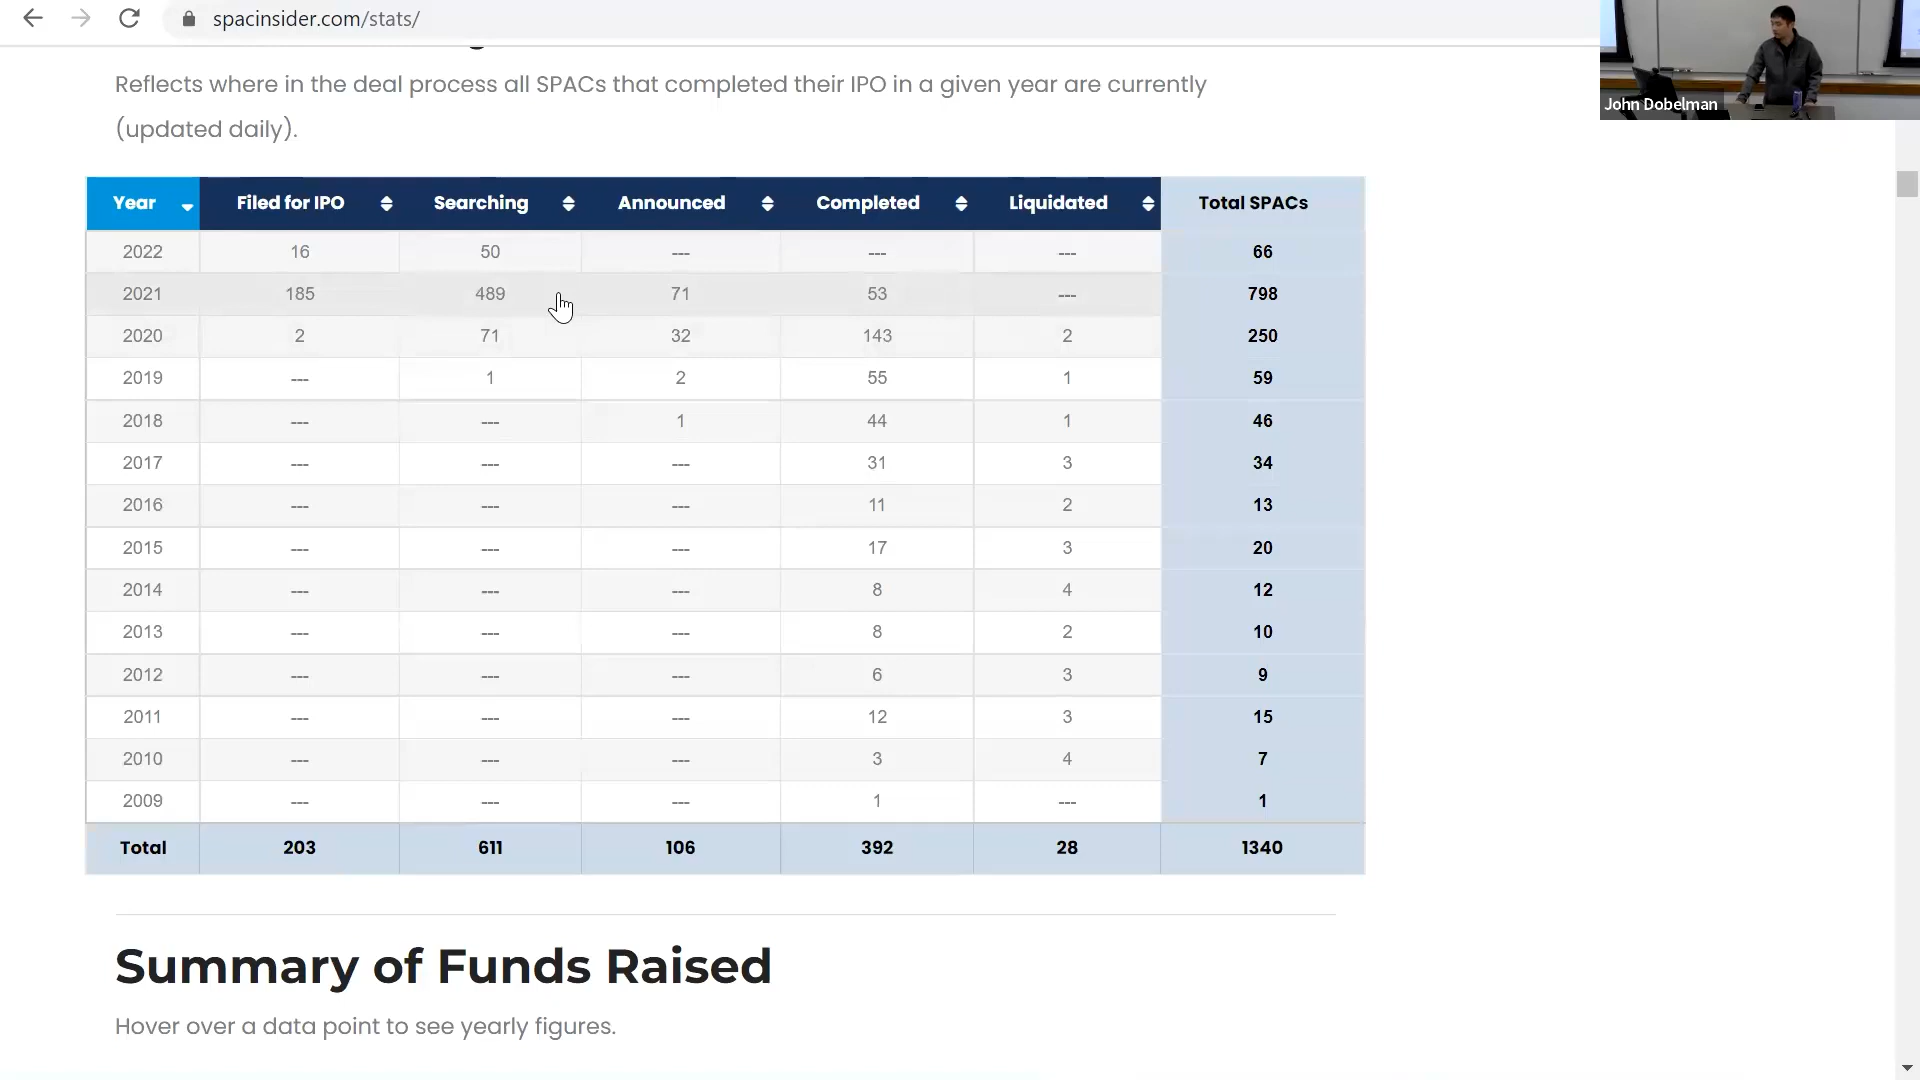 spacinsider.com/stats/
John Dobelman
Reflects where in the deal process all SPACs that completed their IPO in a given year are currently
(updated daily).
Year Filed for IPO Searching Announced Completed Liquidated Total SPACs
2022 16 50 --- --- --- 66
2021 185 489 71 53 --- 798
2020 2 71 32 143 2 250
2019 --- 1 2 55 1 59
2018 --- --- 1 44 1 46
2017 --- --- --- 31 3 34
2016 --- --- --- 11 2 13
2015 --- --- --- 17 3 20
2014 --- --- --- 8 4 12
2013 --- --- --- 8 2 10
2012 --- --- --- 6 3 9
2011 --- --- --- 12 3 15
2010 --- --- --- 3 4 7
2009 --- --- --- 1 --- 1
Total 203 611 106 392 28 1340
Summary of Funds Raised
Hover over a data point to see yearly figures.